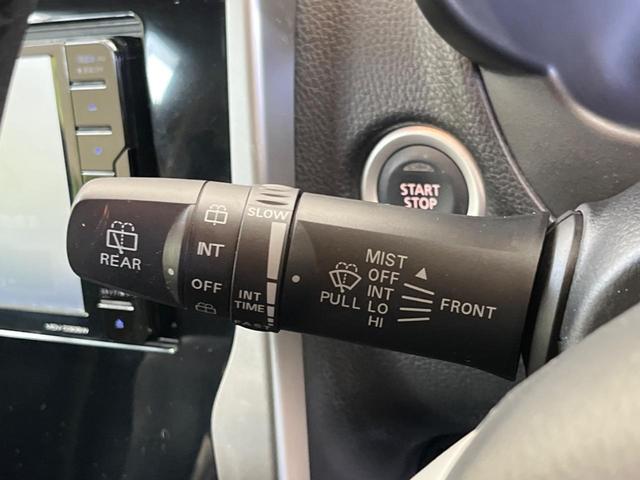 START
STOP
REAR
INT
OFF
SLOW
INT
TIME
PULL
MIST
OFF
INT
LO
HI
FRONT